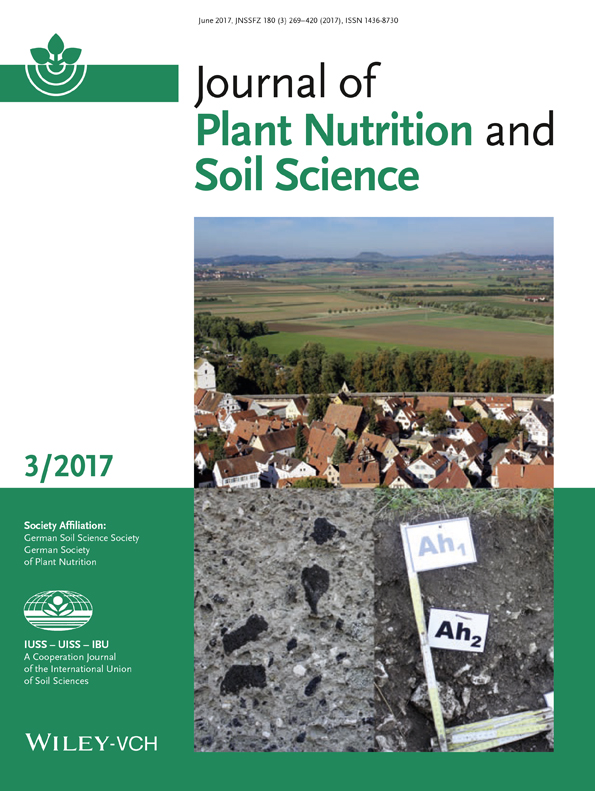 June 2017, JNSSFZ 180 (3) 269–420 (2017), ISSN 1436-8730
Journal of
Plant Nutrition and
Soil Science
3/2017
Society Affiliation:
German Soil Science Society
German Society
of Plant Nutrition
IUSS – UISS – IBU
A Cooperation Journal
of the International Union
of Soil Sciences
WILEY-VCH
Ah1
Ah2